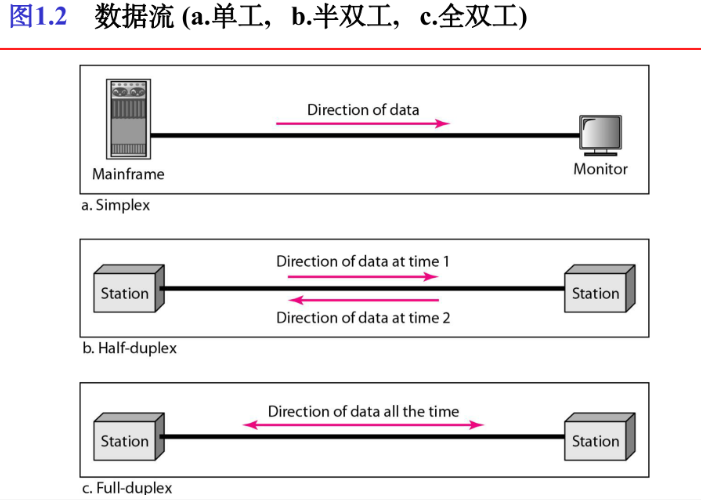 图1.2 数据流 (a.单工, b.半双工, c.全双工)
Direction of data
Mainframe
Monitor
a. Simplex
Direction of data at time 1
Station
Station
Direction of data at time 2
b. Half-duplex
Direction of data all the time
Station
Station
c. Full-duplex